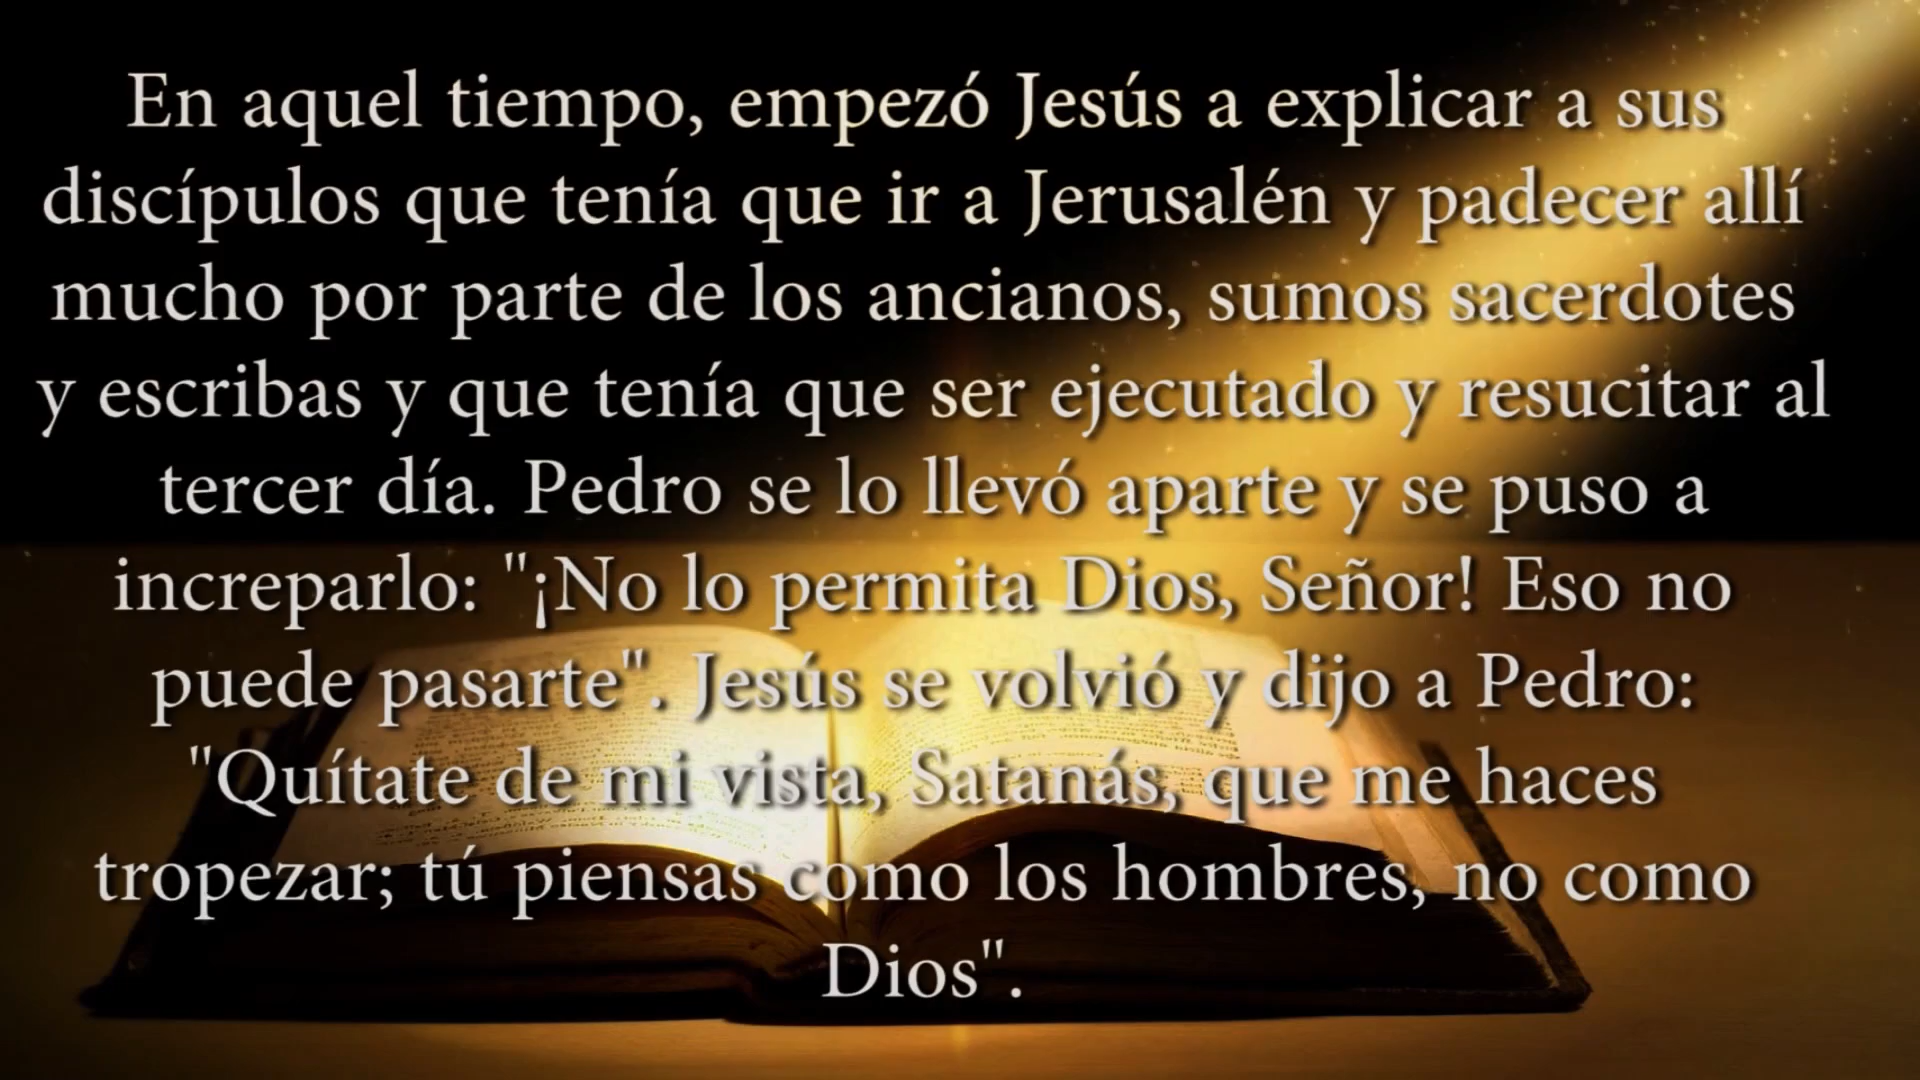 En aquel tiempo, empezó Jesús a explicar a sus
discípulos que tenía que ir a Jerusalén y padecer allí
mucho por parte de los ancianos, sumos sacerdotes
y escribas y que tenía que ser ejecutado y resucitar al
tercer día. Pedro se lo llevó aparte y se puso a
increparlo: "¡No lo permita Dios, Señor! Eso no
puede pasarte". Jesús se volvió y dijo a Pedro:
"Quítate de mi vista, Satanás, que me haces
tropezar; tú piensas como los hombres, no como
Dios".